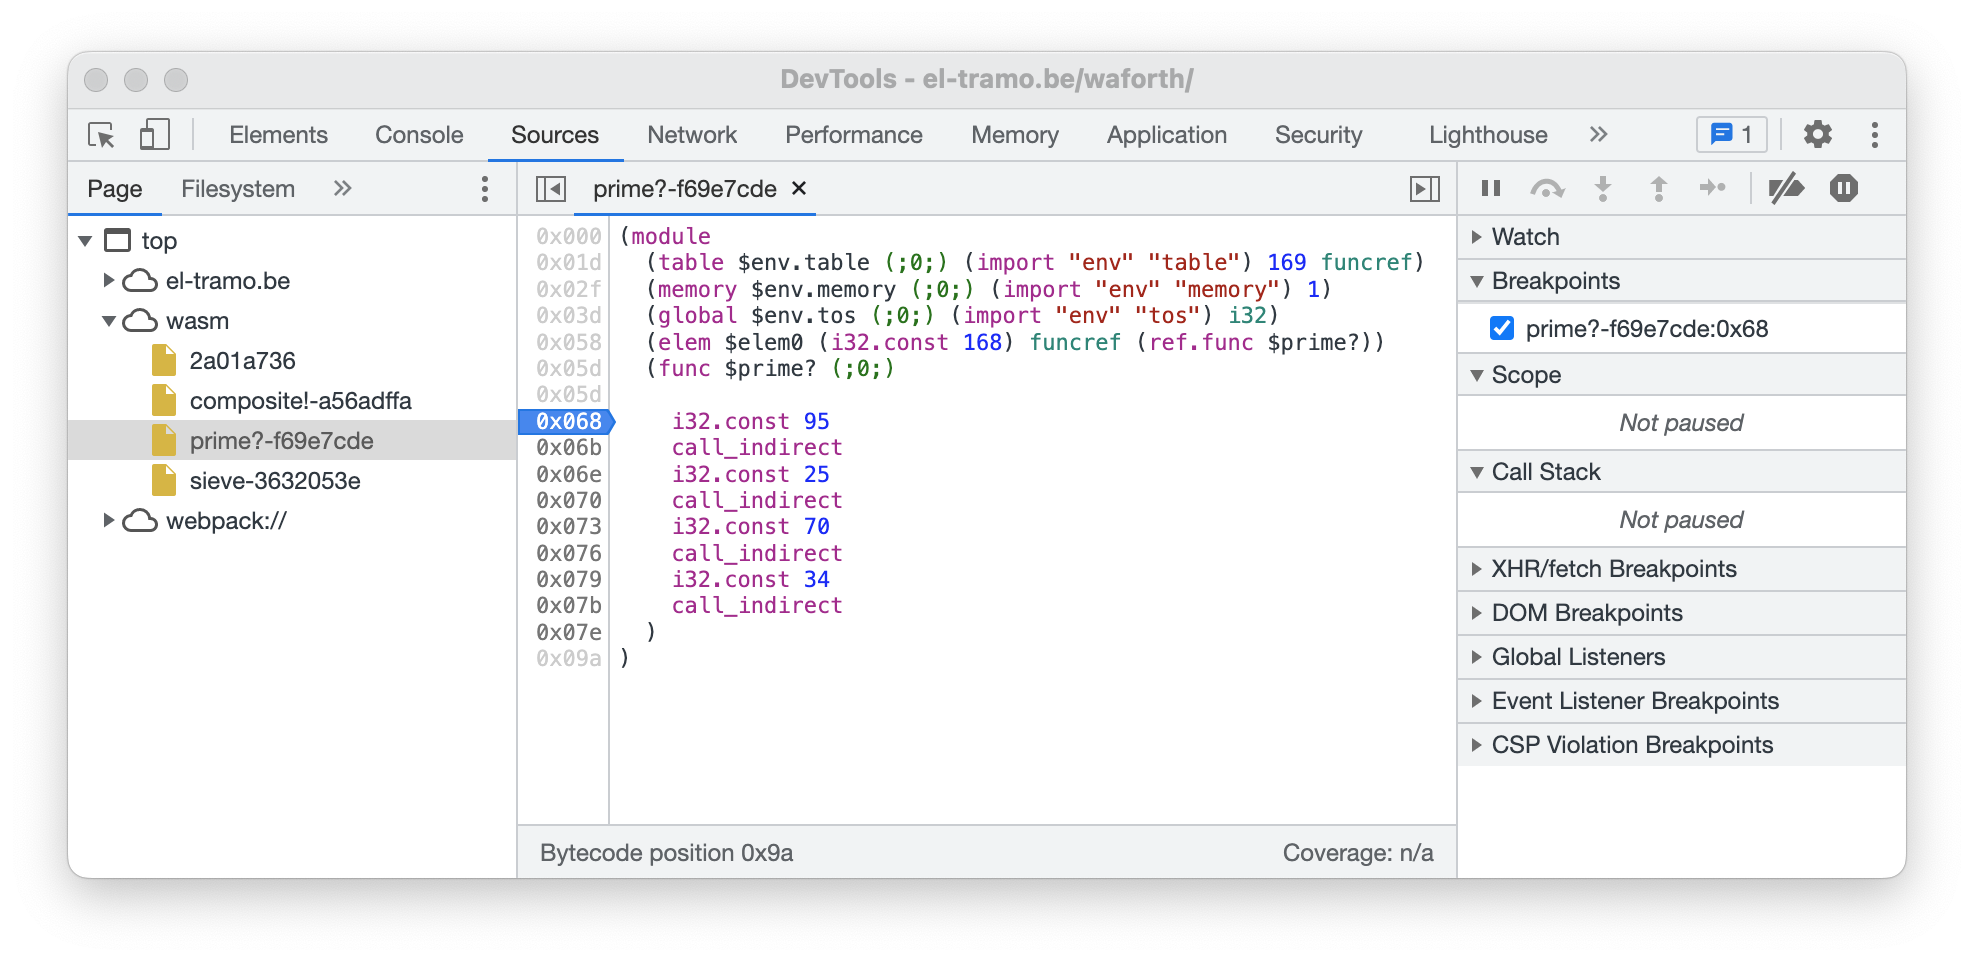 DevTools - el-tramo.be/waforth/
Elements Console Sources Network Performance Memory Application Security Lighthouse » 1
Page Filesystem »
top
el-tramo.be
wasm
2a01a736
composite!-a56adffa
prime?-f69e7cde
sieve-3632053e
webpack://
prime?-f69e7cde ×
0x000 (module
0x01d (table $env.table (;0;) (import "env" "table") 169 funcref)
0x02f (memory $env.memory (;0;) (import "env" "memory") 1)
0x03d (global $env.tos (;0;) (import "env" "tos") i32)
0x058 (elem $elem0 (i32.const 168) funcref (ref.func $prime?))
0x05d (func $prime? (;0;)
0x05d
0x068 i32.const 95
0x06b call_indirect
0x06e i32.const 25
0x070 call_indirect
0x073 i32.const 70
0x076 call_indirect
0x079 i32.const 34
0x07b call_indirect
0x07e )
0x09a )
Bytecode position 0x9a Coverage: n/a
Watch
Breakpoints
prime?-f69e7cde:0x68
Scope
Not paused
Call Stack
Not paused
XHR/fetch Breakpoints
DOM Breakpoints
Global Listeners
Event Listener Breakpoints
CSP Violation Breakpoints